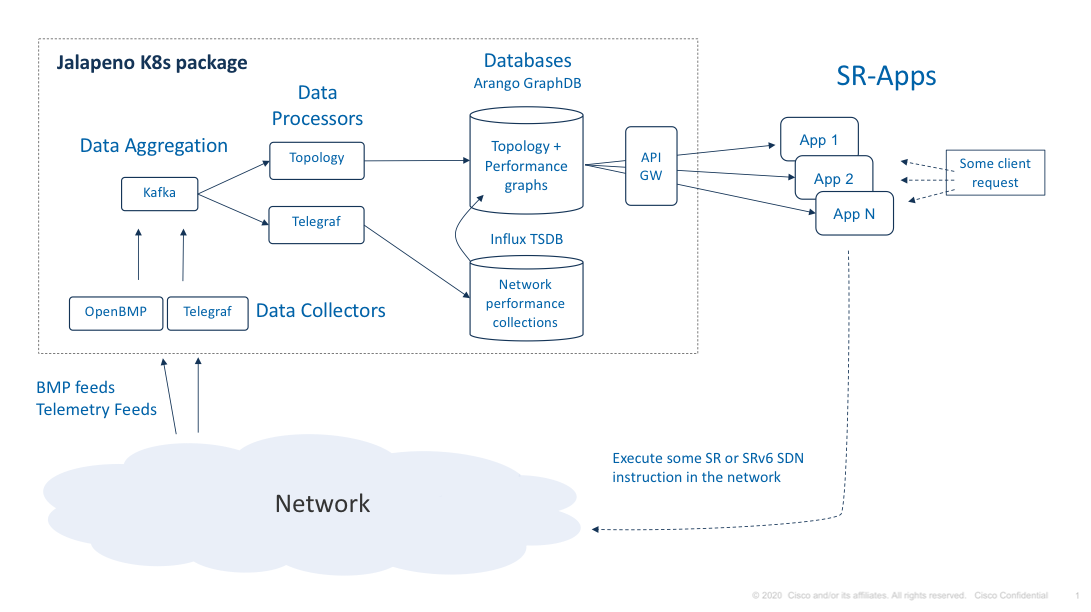 Jalapeno K8s package
Databases
Arango GraphDB
SR-Apps
Data
Processors
Data Aggregation
Kafka
Topology
Telegraf
Topology +
Performance
graphs
API
GW
App 1
App 2
App N
Some client
request
Influx TSDB
Network
performance
collections
OpenBMP
Telegraf
Data Collectors
BMP feeds
Telemetry Feeds
Network
Execute some SR or SRv6 SDN
instruction in the network
© 2020 Cisco and/or its affiliates. All rights reserved. Cisco Confidential
1